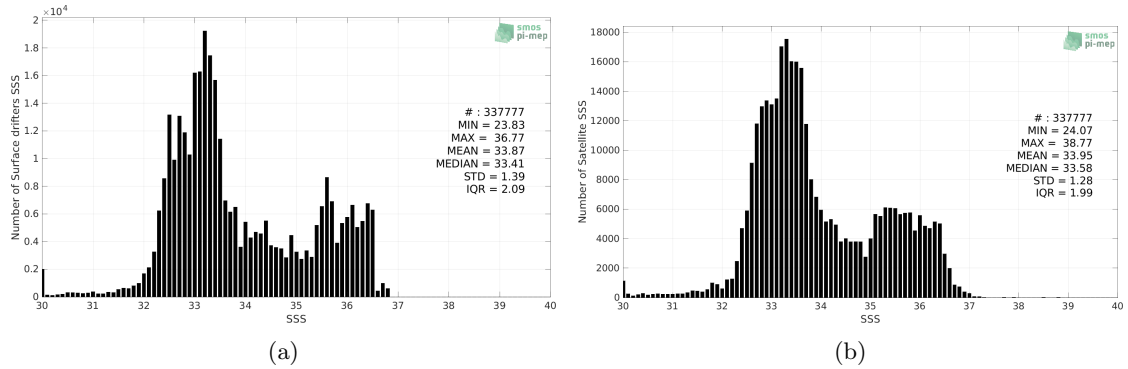 ×10⁴
2
1.8
1.6
1.4
1.2
1
0.8
0.6
0.4
0.2
0
Number of Surface drifters SSS
smos
pi-mep
# : 337777
MIN = 23.83
MAX = 36.77
MEAN = 33.87
MEDIAN = 33.41
STD = 1.39
IQR = 2.09
30 31 32 33 34 35 36 37 38 39 40
SSS
(a)
18000
16000
14000
12000
10000
8000
6000
4000
2000
0
Number of Satellite SSS
smos
pi-mep
# : 337777
MIN = 24.07
MAX = 38.77
MEAN = 33.95
MEDIAN = 33.58
STD = 1.28
IQR = 1.99
30 31 32 33 34 35 36 37 38 39 40
SSS
(b)